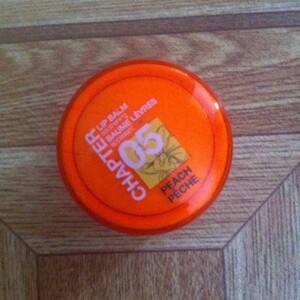 CHAPTER
05
LIP BALM
BAUME LÈVRES
PEACH
PÊCHE